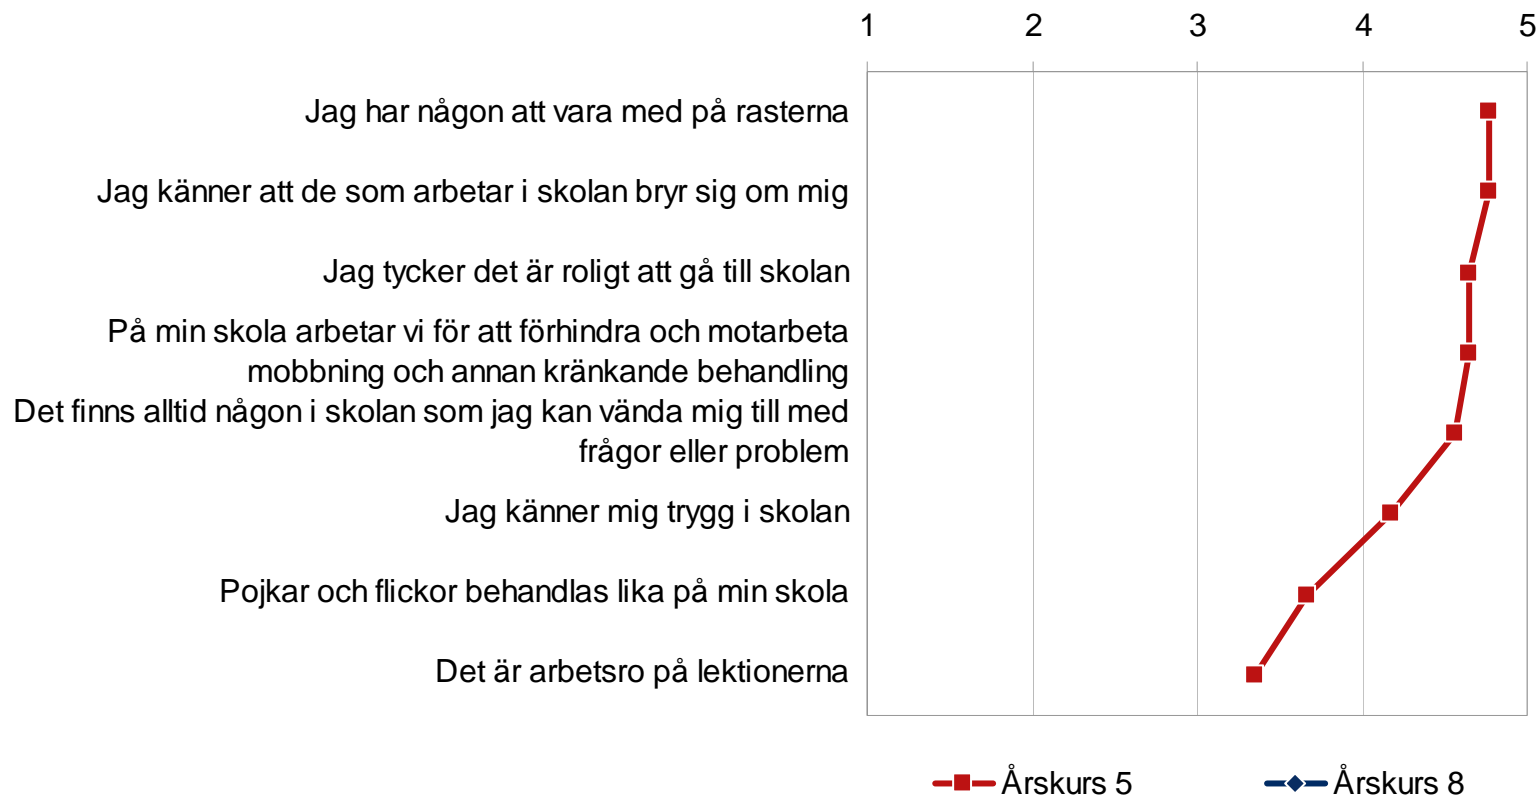 1 2 3 4 5
Jag har någon att vara med på rasterna
Jag känner att de som arbetar i skolan bryr sig om mig
Jag tycker det är roligt att gå till skolan
På min skola arbetar vi för att förhindra och motarbeta
mobbning och annan kränkande behandling
Det finns alltid någon i skolan som jag kan vända mig till med
frågor eller problem
Jag känner mig trygg i skolan
Pojkar och flickor behandlas lika på min skola
Det är arbetsro på lektionerna
Årskurs 5 Årskurs 8